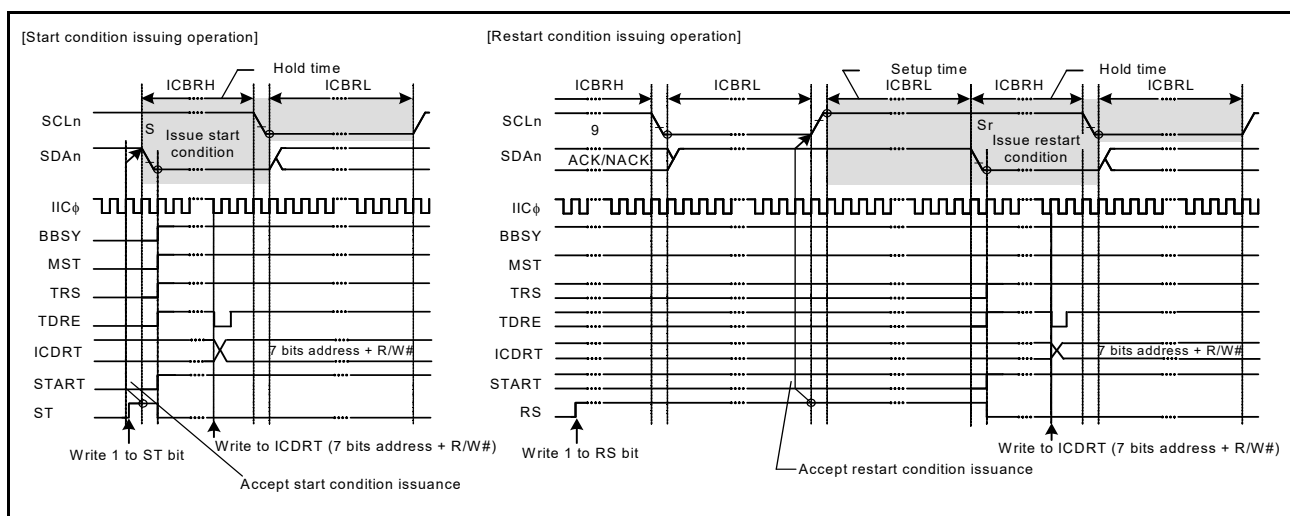 [Start condition issuing operation]
Hold time
ICBRH
ICBRL
SCLn
S
Issue start
condition
SDAn
IICφ
BBSY
MST
TRS
TDRE
ICDRT
7 bits address + R/W#
START
ST
Write 1 to ST bit
Write to ICDRT (7 bits address + R/W#)
Accept start condition issuance
[Restart condition issuing operation]
Setup time
Hold time
ICBRH
ICBRL
ICBRL
ICBRH
ICBRL
SCLn
9
Sr
Issue restart
condition
SDAn
ACK/NACK
IICφ
BBSY
MST
TRS
TDRE
ICDRT
7 bits address + R/W#
START
RS
Write 1 to RS bit
Write to ICDRT (7 bits address + R/W#)
Accept restart condition issuance